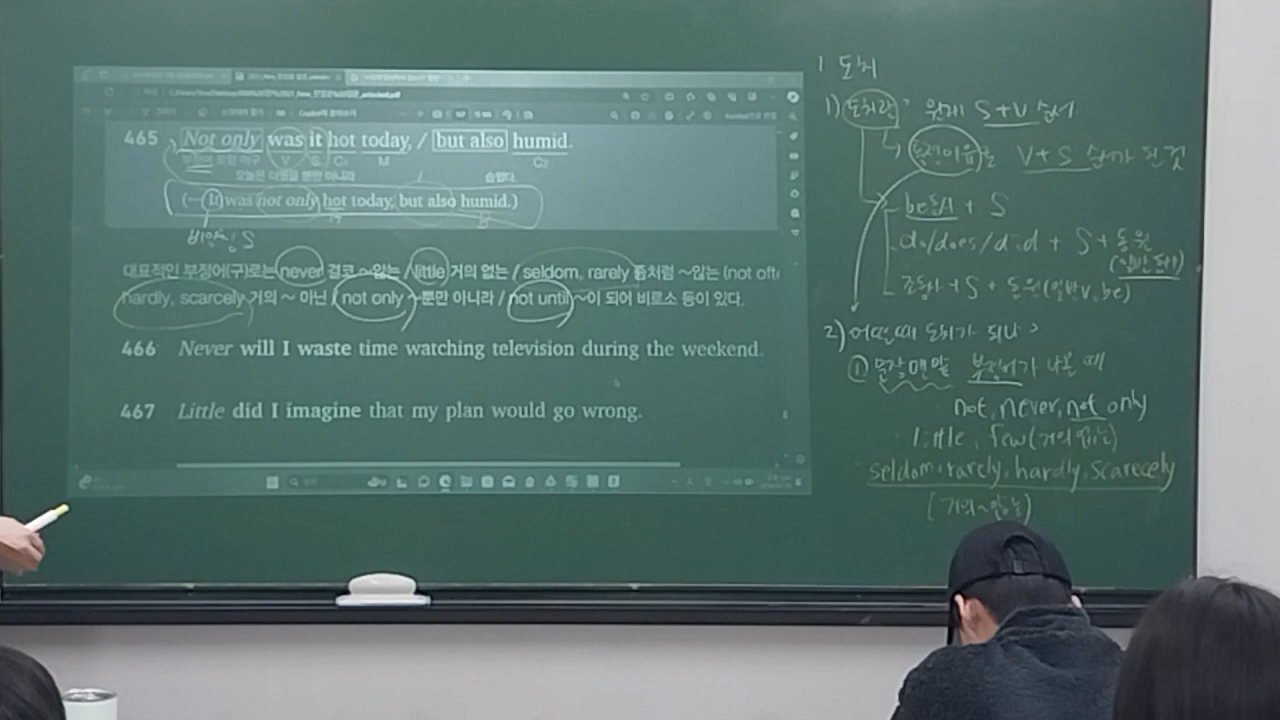 465 Not only was it hot today, / but also humid.
V S C₁ M C₂
오늘은 더웠을 뿐만 아니라 습했다.
(← It was not only hot today, but also humid.)
비인칭 S
대표적인 부정어(구)로는 never 결코 ~않는 / little 거의 없는 / seldom, rarely 좀처럼 ~않는 (not ofte
hardly, scarcely 거의 ~ 아닌 / not only ~뿐만 아니라 / not until ~이 되어 비로소 등이 있다.
466 Never will I waste time watching television during the weekend.
467 Little did I imagine that my plan would go wrong.
1 도치
1) 도치란? 원래 S+V 순서
특정이유로 V+S 순서가 된 것
be동사 + S
do/does/did + S + 동원
(일반동사)
조동사 + S + 동원(일반V, be)
2) 어떤때 도치가 되나?
① 문장맨앞 부정어가 나올 때
not, never, not only
little, few(거의 없는)
seldom, rarely, hardly, scarecely
(거의~않는)